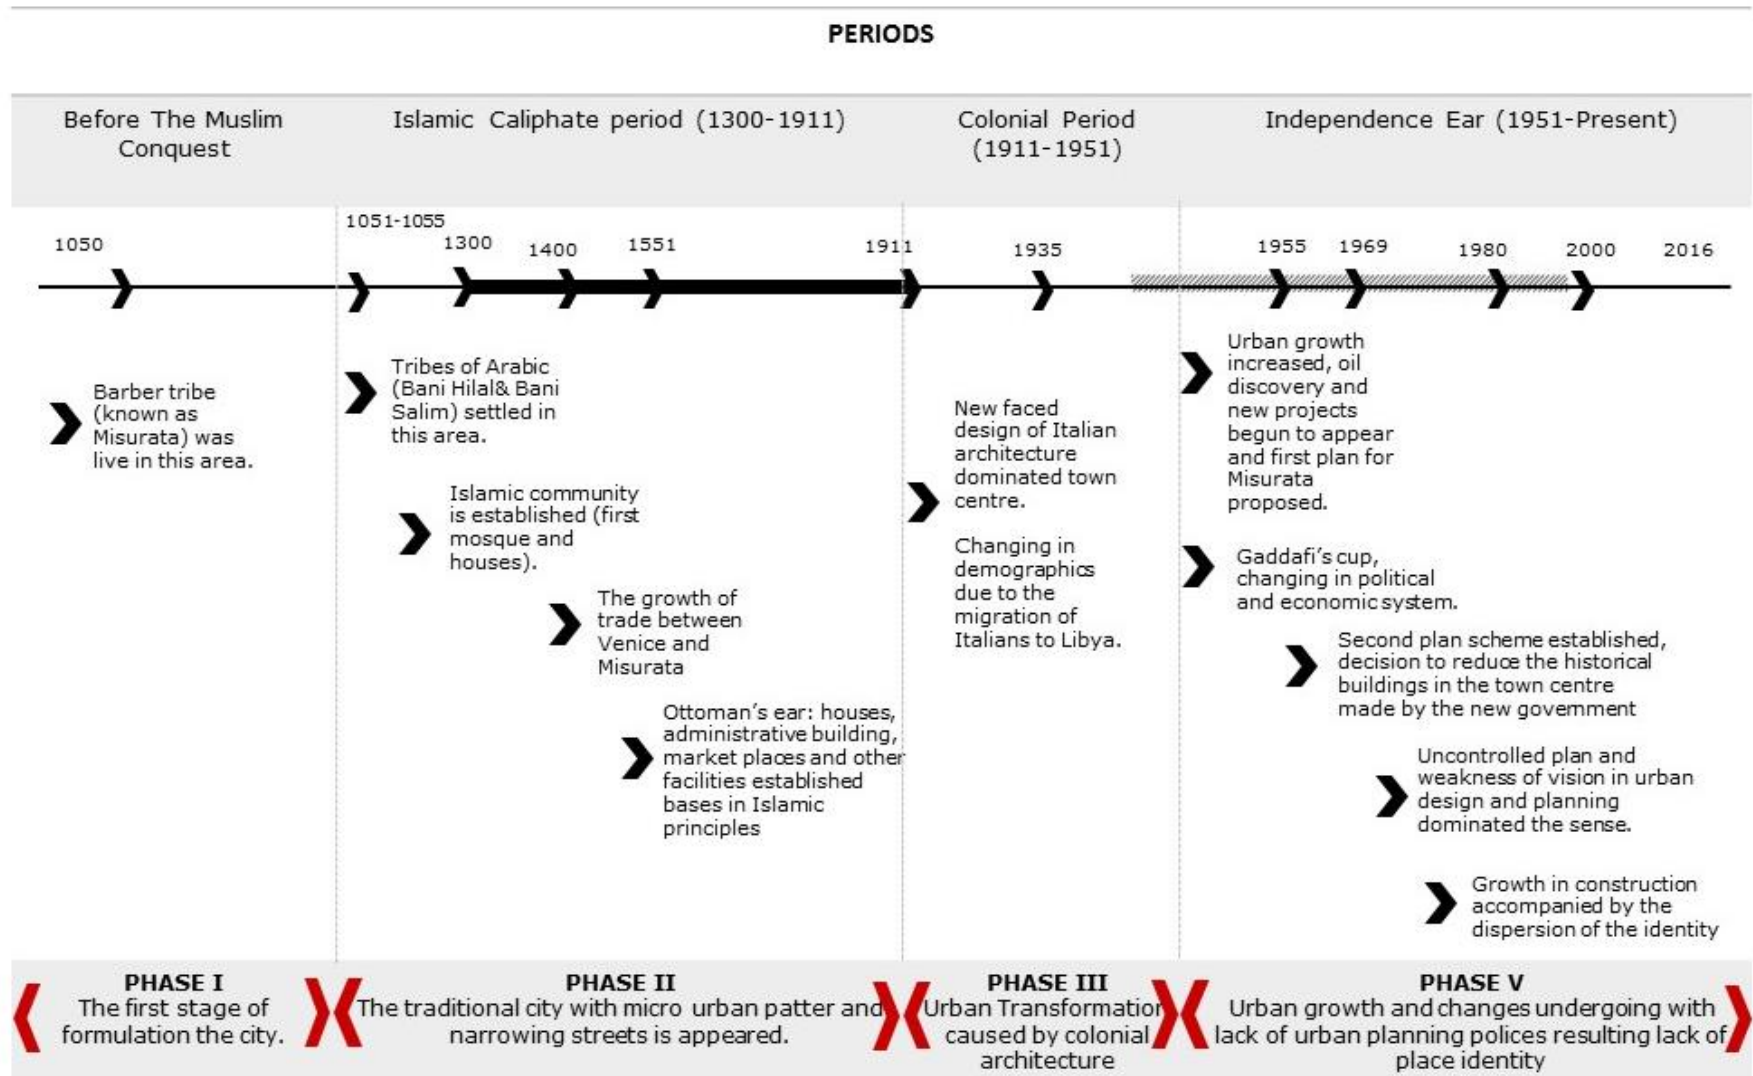 PERIODS
Before The Muslim
Conquest
Islamic Caliphate period (1300-1911)
Colonial Period
(1911-1951)
Independence Ear (1951-Present)
1050
1051-1055
1300
1400
1551
1911
1935
1955
1969
1980
2000
2016
Barber tribe
(known as
Misurata) was
live in this area.
Tribes of Arabic
(Bani Hilal& Bani
Salim) settled in
this area.
Islamic community
is established (first
mosque and
houses).
The growth of
trade between
Venice and
Misurata
Ottoman's ear: houses,
administrative building,
market places and other
facilities established
bases in Islamic
principles
New faced
design of Italian
architecture
dominated town
centre.
Changing in
demographics
due to the
migration of
Italians to Libya.
Urban growth
increased, oil
discovery and
new projects
begun to appear
and first plan for
Misurata
proposed.
Gaddafi's cup,
changing in political
and economic system.
Second plan scheme established,
decision to reduce the historical
buildings in the town centre
made by the new government
Uncontrolled plan and
weakness of vision in urban
design and planning
dominated the sense.
Growth in construction
accompanied by the
dispersion of the identity
PHASE I
The first stage of
formulation the city.
PHASE II
The traditional city with micro urban patter and
narrowing streets is appeared.
PHASE III
Urban Transformation
caused by colonial
architecture
PHASE V
Urban growth and changes undergoing with
lack of urban planning polices resulting lack of
place identity